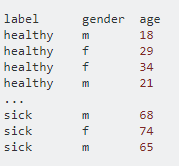 label gender age
healthy m 18
healthy f 29
healthy f 34
healthy m 21
...
sick m 68
sick f 74
sick m 65